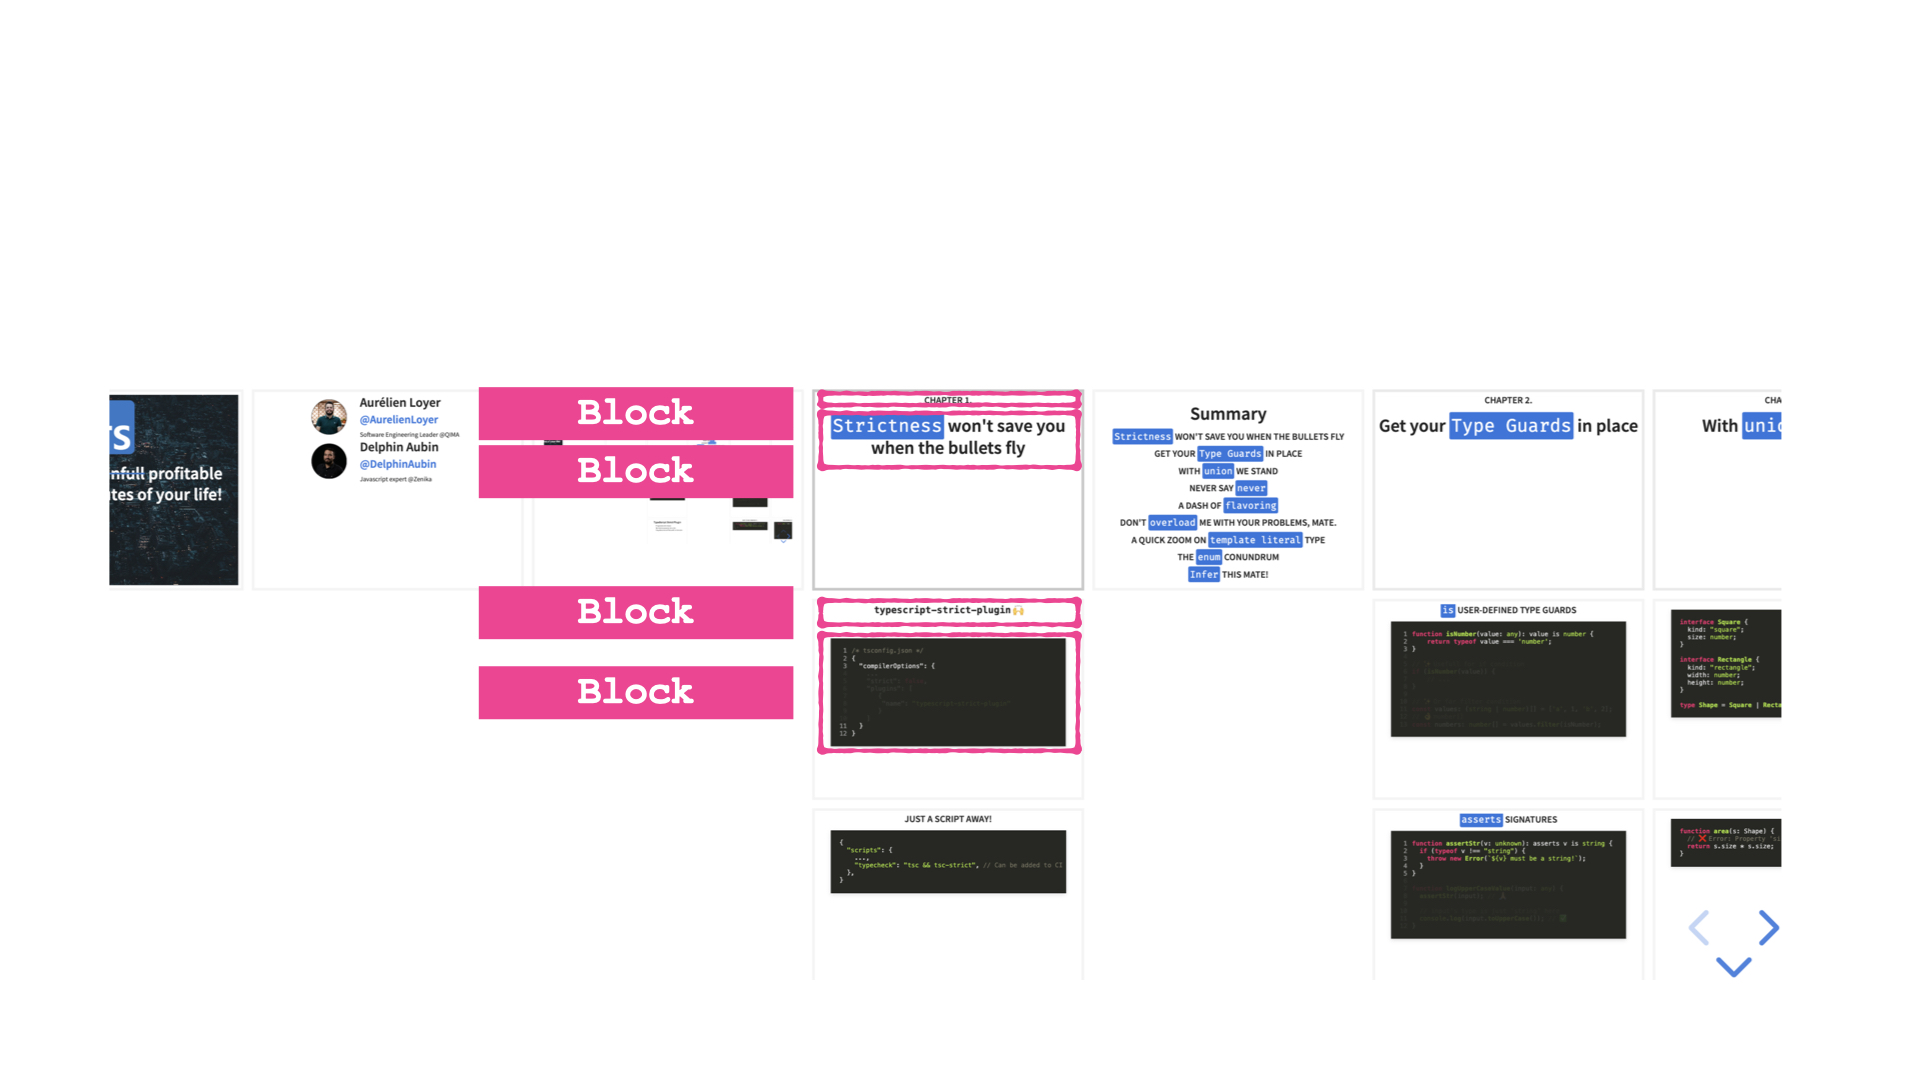 s
nfull profitable
tes of your life!
Aurélien Loyer
@AurelienLoyer
Software Engineering Leader @QIMA
Delphin Aubin
@DelphinAubin
Javascript expert @Zenika
Block
Block
Block
Block
CHAPTER 1.
Strictness won't save you
when the bullets fly
typescript-strict-plugin 🙌
1 /* tsconfig.json */
2 {
3 "compilerOptions": {
11 }
12 }
JUST A SCRIPT AWAY!
{
"scripts": {
...,
"typecheck": "tsc && tsc-strict", // Can be added to CI
},
}
Summary
Strictness WON'T SAVE YOU WHEN THE BULLETS FLY
GET YOUR Type Guards IN PLACE
WITH union WE STAND
NEVER SAY never
A DASH OF flavoring
DON'T overload ME WITH YOUR PROBLEMS, MATE.
A QUICK ZOOM ON template literal TYPE
THE enum CONUNDRUM
Infer THIS MATE!
CHAPTER 2.
Get your Type Guards in place
is USER-DEFINED TYPE GUARDS
1 function isNumber(value: any): value is number {
2 return typeof value === 'number';
3 }
asserts SIGNATURES
1 function assertStr(v: unknown): asserts v is string {
2 if (typeof v !== "string") {
3 throw new Error(`${v} must be a string!`);
4 }
5 }
CHA
With unio
interface Square {
kind: "square";
size: number;
}
interface Rectangle {
kind: "rectangle";
width: number;
height: number;
}
type Shape = Square | Recta
function area(s: Shape) {
// ❌ Error: Property 'si
return s.size * s.size;
}